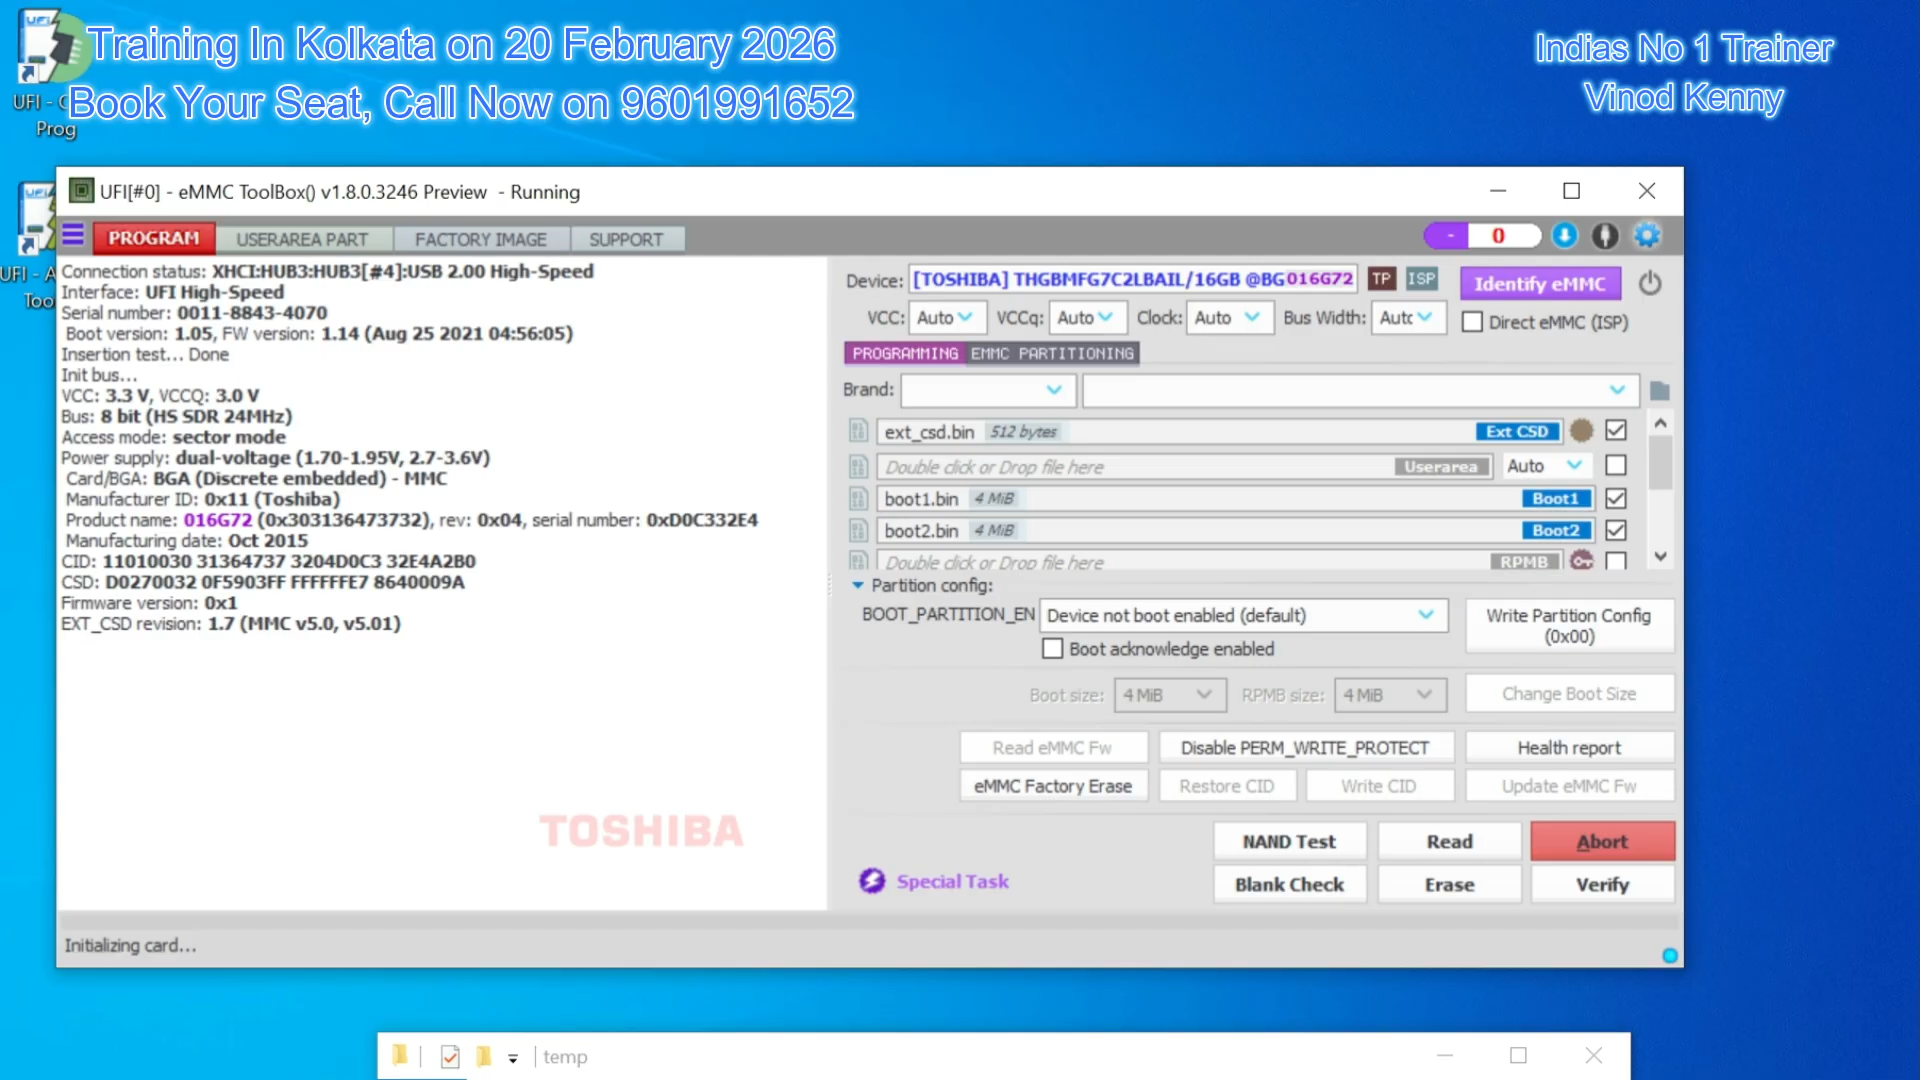 Training In Kolkata on 20 February 2026
Book Your Seat, Call Now on 9601991652
Indias No 1 Trainer
Vinod Kenny
UFi
UFI - C
Prog
UFi
UFI - A
Too
UFI[#0] - eMMC ToolBox() v1.8.0.3246 Preview - Running
PROGRAM USERAREA PART FACTORY IMAGE SUPPORT - 0
Connection status: XHCI:HUB3:HUB3[#4]:USB 2.00 High-Speed
Interface: UFI High-Speed
Serial number: 0011-8843-4070
Boot version: 1.05, FW version: 1.14 (Aug 25 2021 04:56:05)
Insertion test... Done
Init bus...
VCC: 3.3 V, VCCQ: 3.0 V
Bus: 8 bit (HS SDR 24MHz)
Access mode: sector mode
Power supply: dual-voltage (1.70-1.95V, 2.7-3.6V)
Card/BGA: BGA (Discrete embedded) - MMC
Manufacturer ID: 0x11 (Toshiba)
Product name: 016G72 (0x303136473732), rev: 0x04, serial number: 0xD0C332E4
Manufacturing date: Oct 2015
CID: 11010030 31364737 3204D0C3 32E4A2B0
CSD: D0270032 0F5903FF FFFFFFE7 8640009A
Firmware version: 0x1
EXT_CSD revision: 1.7 (MMC v5.0, v5.01)
TOSHIBA
Device: [TOSHIBA] THGBMFG7C2LBAIL/16GB @BG016G72 TP ISP Identify eMMC
VCC: Auto VCCq: Auto Clock: Auto Bus Width: Auto Direct eMMC (ISP)
PROGRAMMING EMMC PARTITIONING
Brand:
ext_csd.bin 512 bytes Ext CSD
Double click or Drop file here Userarea Auto
boot1.bin 4 MiB Boot1
boot2.bin 4 MiB Boot2
Double click or Drop file here RPMB
Partition config:
BOOT_PARTITION_EN Device not boot enabled (default) Write Partition Config
(0x00)
Boot acknowledge enabled
Boot size: 4 MiB RPMB size: 4 MiB Change Boot Size
Read eMMC Fw Disable PERM_WRITE_PROTECT Health report
eMMC Factory Erase Restore CID Write CID Update eMMC Fw
NAND Test Read Abort
Special Task Blank Check Erase Verify
Initializing card...
temp